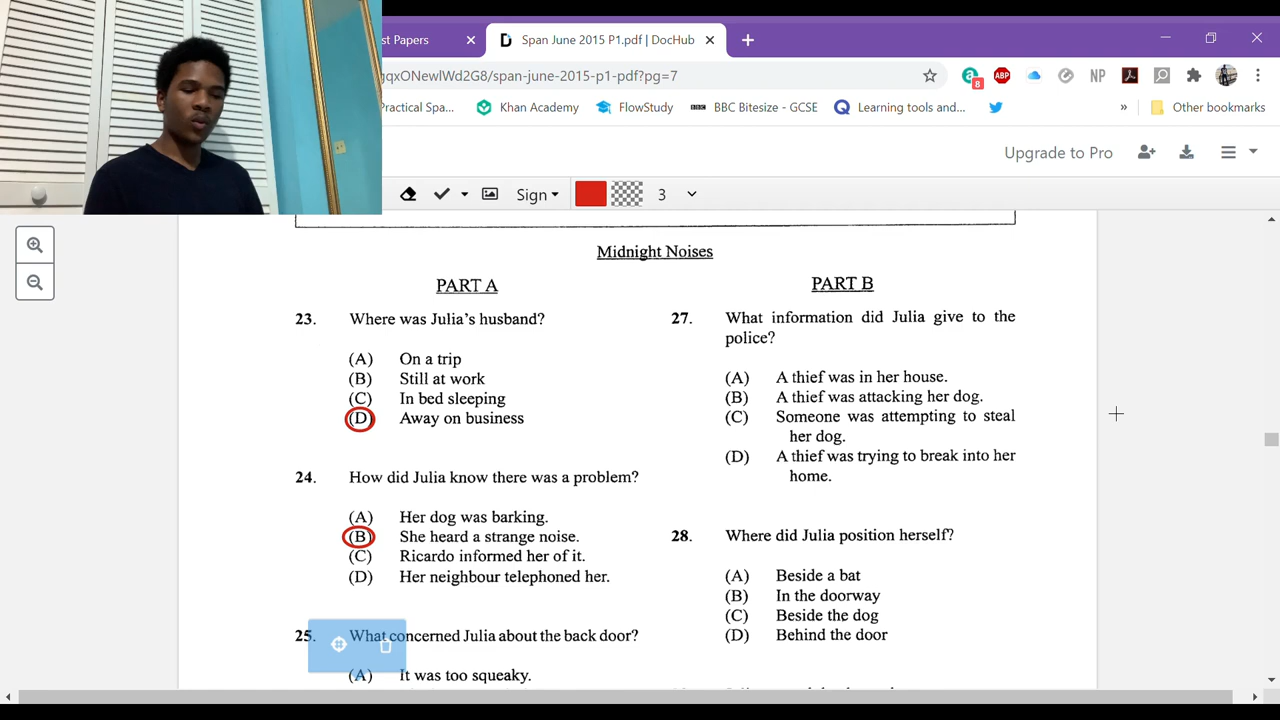 st Papers
Span June 2015 P1.pdf | DocHub
gqxONewlWd2G8/span-june-2015-p1-pdf?pg=7
8
ABP
NP
Practical Spa...
Khan Academy
FlowStudy
BBC
BBC Bitesize - GCSE
Learning tools and...
»
Other bookmarks
Upgrade to Pro
Sign
3
Midnight Noises
PART A
23. Where was Julia's husband?
(A) On a trip
(B) Still at work
(C) In bed sleeping
(D) Away on business
24. How did Julia know there was a problem?
(A) Her dog was barking.
(B) She heard a strange noise.
(C) Ricardo informed her of it.
(D) Her neighbour telephoned her.
25. What concerned Julia about the back door?
(A) It was too squeaky.
PART B
27. What information did Julia give to the
police?
(A) A thief was in her house.
(B) A thief was attacking her dog.
(C) Someone was attempting to steal
her dog.
(D) A thief was trying to break into her
home.
28. Where did Julia position herself?
(A) Beside a bat
(B) In the doorway
(C) Beside the dog
(D) Behind the door